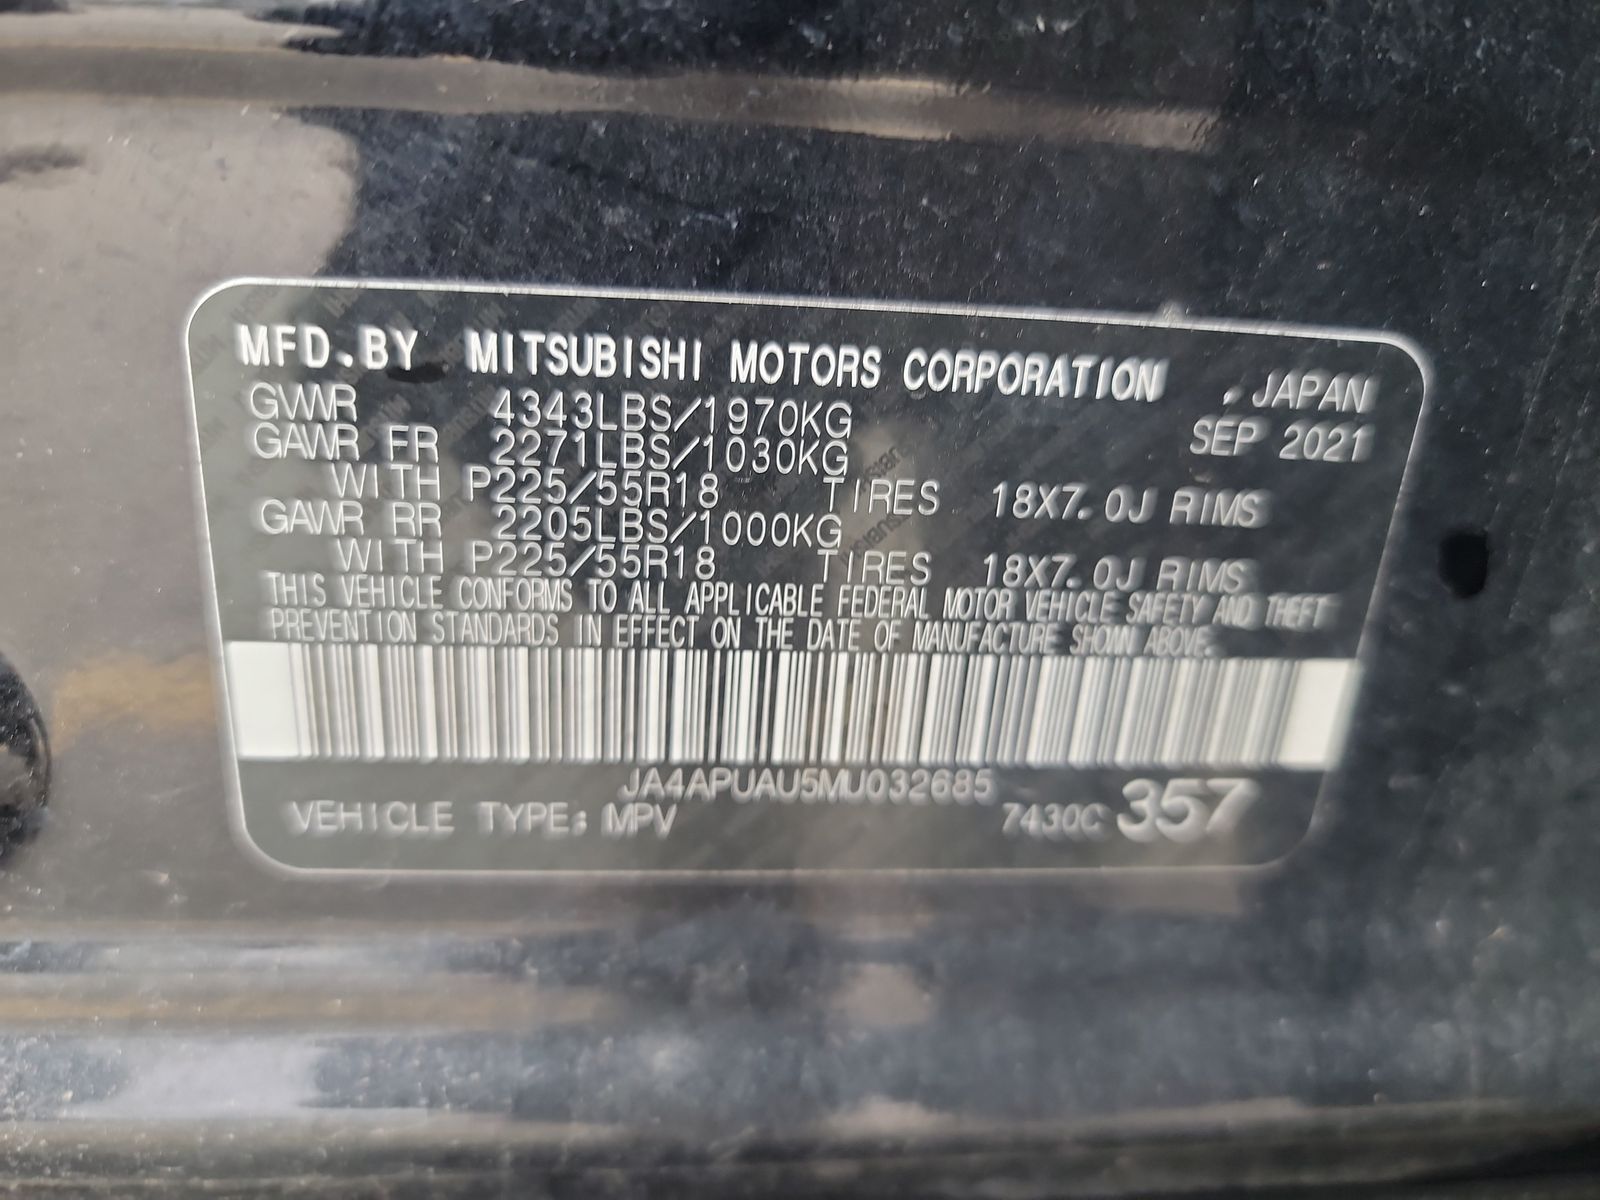 MFD.BY MITSUBISHI MOTORS CORPORATION , JAPAN
GVWR 4343LBS/1970KG SEP 2021
GAWR FR 2271LBS/1030KG
WITH P225/55R18 TIRES 18X7.0J RIMS
GAWR RR 2205LBS/1000KG
WITH P225/55R18 TIRES 18X7.0J RIMS
THIS VEHICLE CONFORMS TO ALL APPLICABLE FEDERAL MOTOR VEHICLE SAFETY AND THEFT
PREVENTION STANDARDS IN EFFECT ON THE DATE OF MANUFACTURE SHOWN ABOVE.
JA4APUAU5MU032685
VEHICLE TYPE: MPV 7430C 357